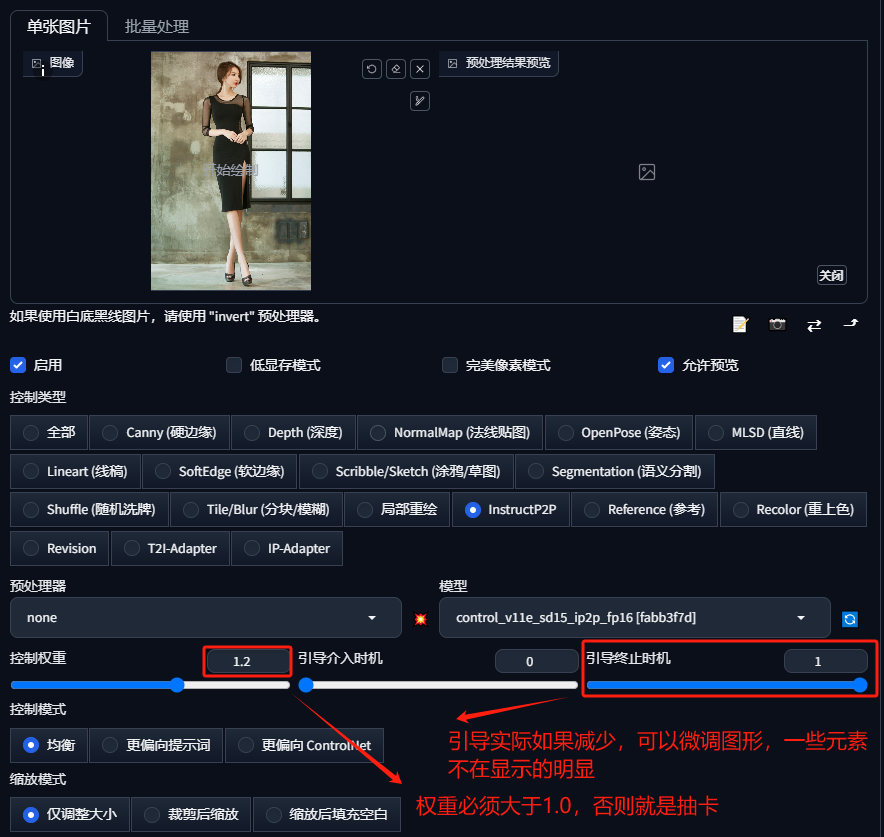 单张图片
批量处理
图像
预处理结果预览
开始绘制
关闭
如果使用白底黑线图片，请使用 "invert" 预处理器。
启用
低显存模式
完美像素模式
允许预览
控制类型
全部
Canny (硬边缘)
Depth (深度)
NormalMap (法线贴图)
OpenPose (姿态)
MLSD (直线)
Lineart (线稿)
SoftEdge (软边缘)
Scribble/Sketch (涂鸦/草图)
Segmentation (语义分割)
Shuffle (随机洗牌)
Tile/Blur (分块/模糊)
局部重绘
InstructP2P
Reference (参考)
Recolor (重上色)
Revision
T2I-Adapter
IP-Adapter
预处理器
模型
none
control_v11e_sd15_ip2p_fp16 [fabb3f7d]
控制权重
1.2
引导介入时机
0
引导终止时机
1
控制模式
均衡
更偏向提示词
更偏向 ControlNet
引导实际如果减少，可以微调图形，一些元素
不在显示的明显
缩放模式
仅调整大小
裁剪后缩放
缩放后填充空白
权重必须大于1.0，否则就是抽卡